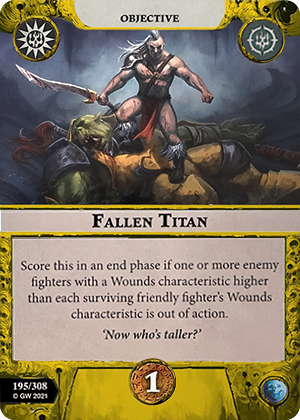 OBJECTIVE
FALLEN TITAN
Score this in an end phase if one or more enemy
fighters with a Wounds characteristic higher
than each surviving friendly fighter's Wounds
characteristic is out of action.
'Now who's taller?'
195/308
© GW 2021
1